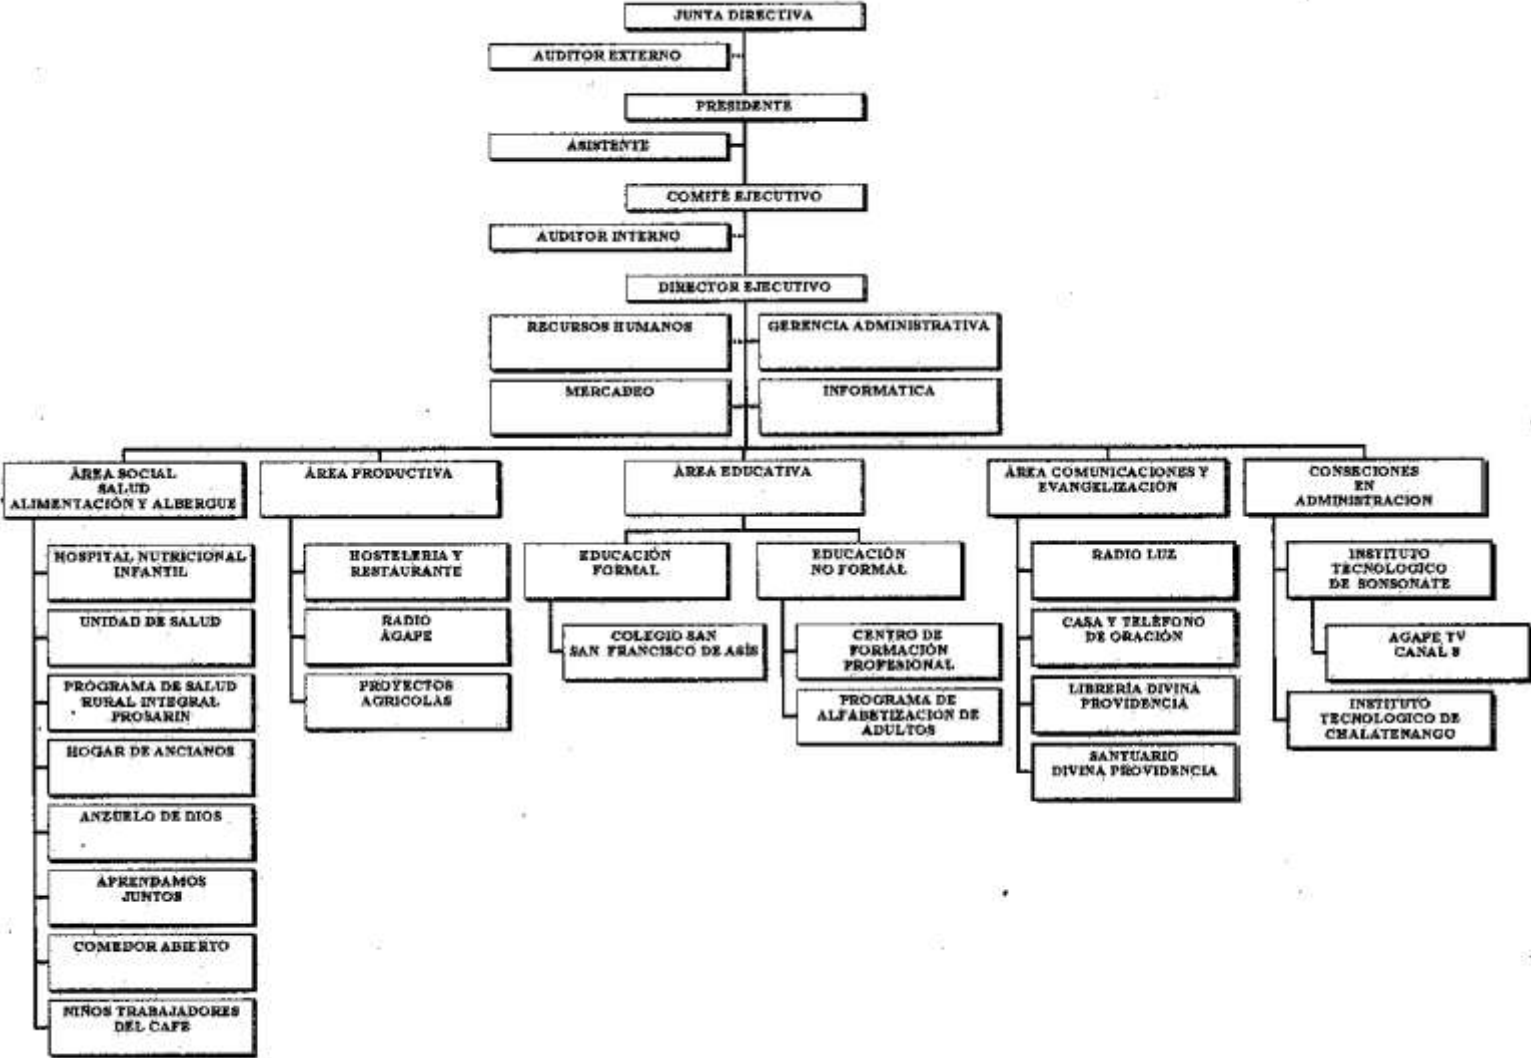 JUNTA DIRECTIVA
AUDITOR EXTERNO
PRESIDENTE
ASISTENTE
COMITÉ EJECUTIVO
AUDITOR INTERNO
DIRECTOR EJECUTIVO
RECURSOS HUMANOS
GERENCIA ADMINISTRATIVA
MERCADEO
INFORMATICA
ÁREA SOCIAL
SALUD
ALIMENTACIÓN Y ALBERGUE
HOSPITAL NUTRICIONAL
INFANTIL
UNIDAD DE SALUD
PROGRAMA DE SALUD
RURAL INTEGRAL
PROSARIN
HOGAR DE ANCIANOS
ANZUELO DE DIOS
APRENDAMOS
JUNTOS
COMEDOR ABIERTO
NIÑOS TRABAJADORES
DEL CAFE
ÁREA PRODUCTIVA
HOSTELERIA Y
RESTAURANTE
RADIO
ÁGAPE
PROYECTOS
AGRICOLAS
ÁREA EDUCATIVA
EDUCACIÓN
FORMAL
COLEGIO SAN
SAN FRANCISCO DE ASÍS
EDUCACIÓN
NO FORMAL
CENTRO DE
FORMACIÓN
PROFESIONAL
PROGRAMA DE
ALFABETIZACION DE
ADULTOS
ÁREA COMUNICACIONES Y
EVANGELIZACIÓN
RADIO LUZ
CASA Y TELÉFONO
DE ORACIÓN
LIBRERÍA DIVINA
PROVIDENCIA
SANTUARIO
DIVINA PROVIDENCIA
CONSECIONES
EN
ADMINISTRACION
INSTITUTO
TECNOLOGICO
DE SONSONATE
AGAPE TV
CANAL 8
INSTITUTO
TECNOLOGICO DE
CHALATENANGO